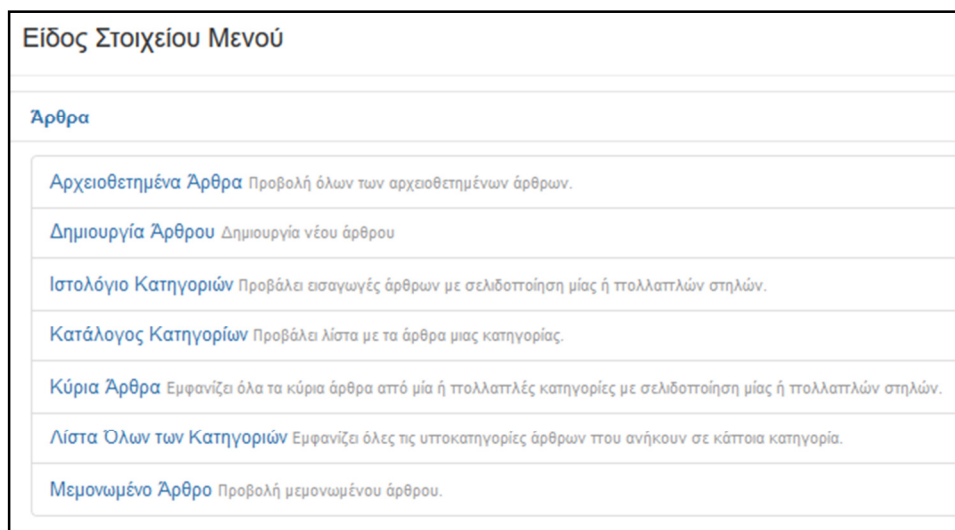 Είδος Στοιχείου Μενού
Άρθρα
Αρχειοθετημένα Άρθρα Προβολή όλων των αρχειοθετημένων άρθρων.
Δημιουργία Άρθρου Δημιουργία νέου άρθρου
Ιστολόγιο Κατηγοριών Προβάλει εισαγωγές άρθρων με σελιδοποίηση μίας ή πολλαπλών στηλών.
Κατάλογος Κατηγορίων Προβάλει λίστα με τα άρθρα μιας κατηγορίας.
Κύρια Άρθρα Εμφανίζει όλα τα κύρια άρθρα από μία ή πολλαπλές κατηγορίες με σελιδοποίηση μίας ή πολλαπλών στηλών.
Λίστα Όλων των Κατηγοριών Εμφανίζει όλες τις υποκατηγορίες άρθρων που ανήκουν σε κάποια κατηγορία.
Μεμονωμένο Άρθρο Προβολή μεμονωμένου άρθρου.